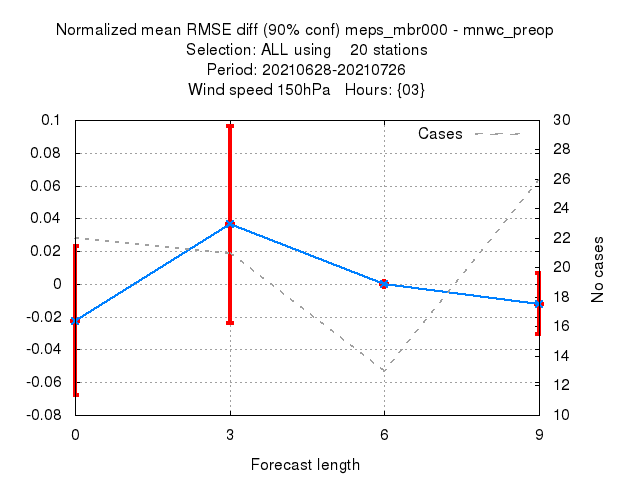 Normalized mean RMSE diff (90% conf) meps_mbr000 - mnwc_preop
Selection: ALL using    20 stations
Period: 20210628-20210726
Wind speed 150hPa   Hours: {03}
0.1
0.08
0.06
0.04
0.02
0
-0.02
-0.04
-0.06
-0.08
Cases
30
28
26
24
22
20
18
16
14
12
10
No cases
0 3 6 9
Forecast length